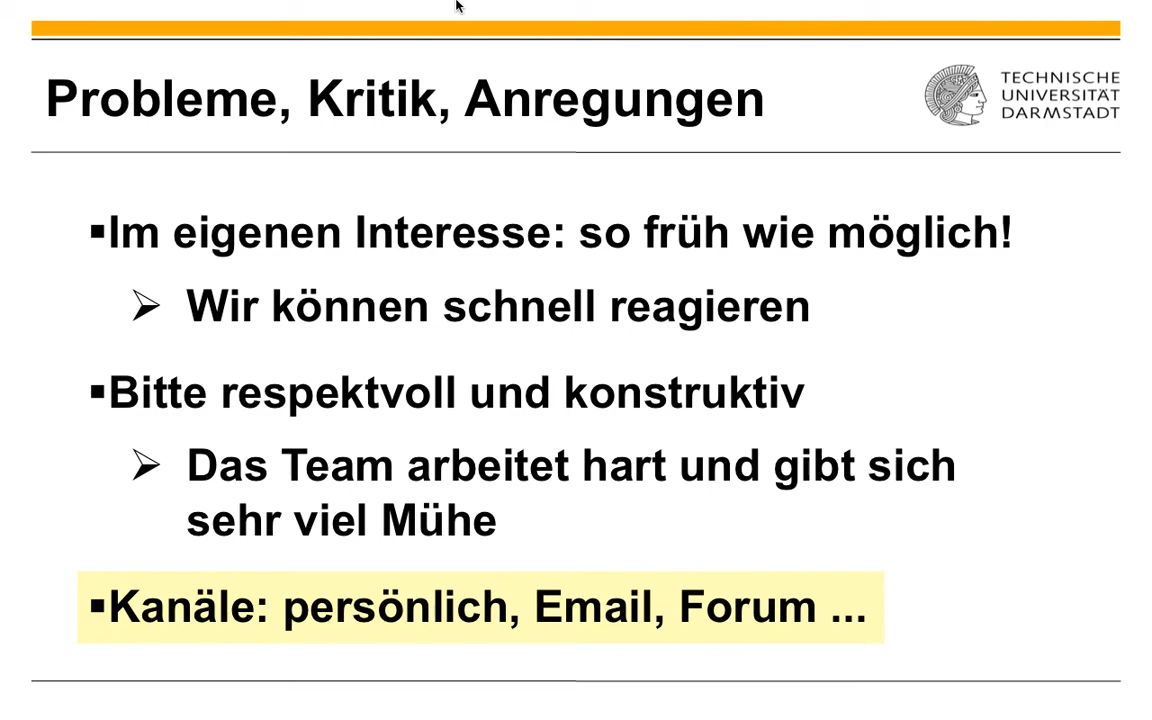 Probleme, Kritik, Anregungen
TECHNISCHE
UNIVERSITÄT
DARMSTADT
▪Im eigenen Interesse: so früh wie möglich!
➢ Wir können schnell reagieren
▪Bitte respektvoll und konstruktiv
➢ Das Team arbeitet hart und gibt sich
sehr viel Mühe
▪Kanäle: persönlich, Email, Forum ...